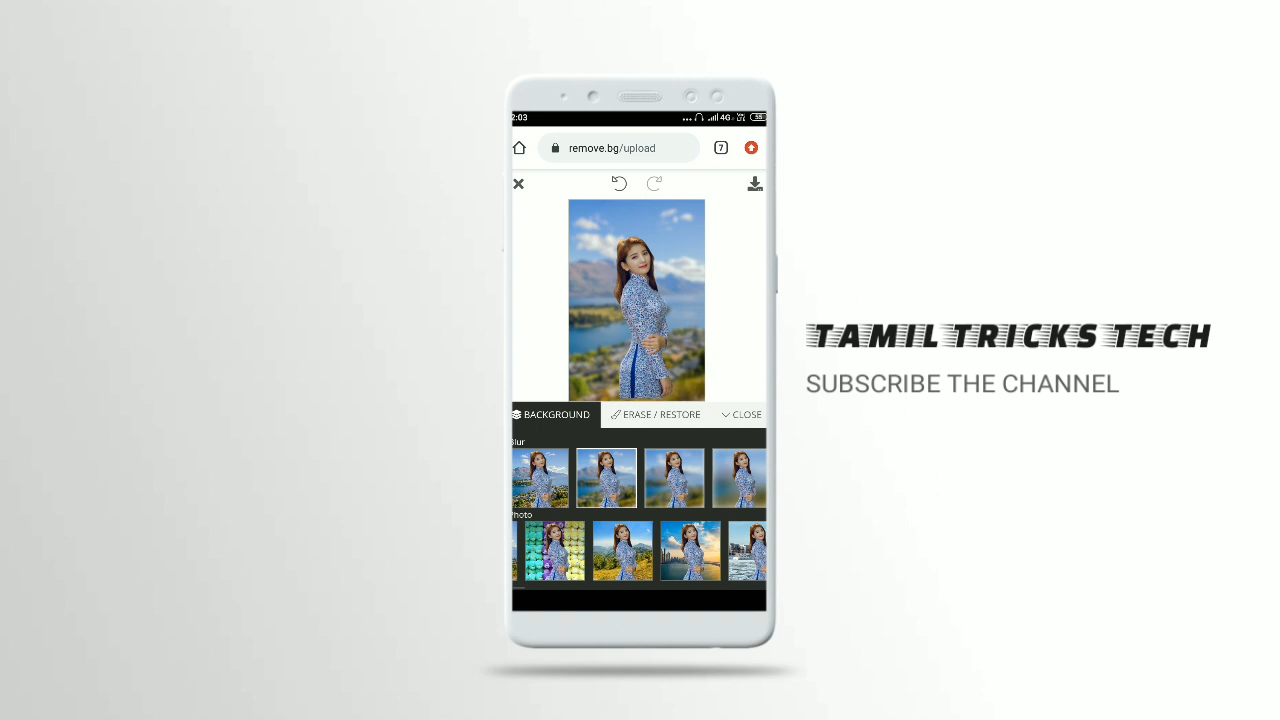 2:03
4G
55
remove.bg/upload
7
BACKGROUND
ERASE / RESTORE
CLOSE
Blur
Photo
TAMIL TRICKS TECH
SUBSCRIBE THE CHANNEL